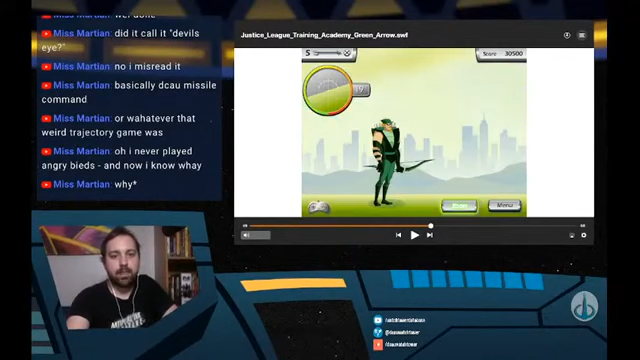 Miss Martian: did it call it "devils
eye?"
Miss Martian: no i misread it
Miss Martian: basically dcau missile
command
Miss Martian: or wahatever that
weird trajectory game was
Miss Martian: oh i never played
angry bieds - and now i know whay
Miss Martian: why*
Justice_League_Training_Academy_Green_Arrow.swf
5
Score 30500
Menu